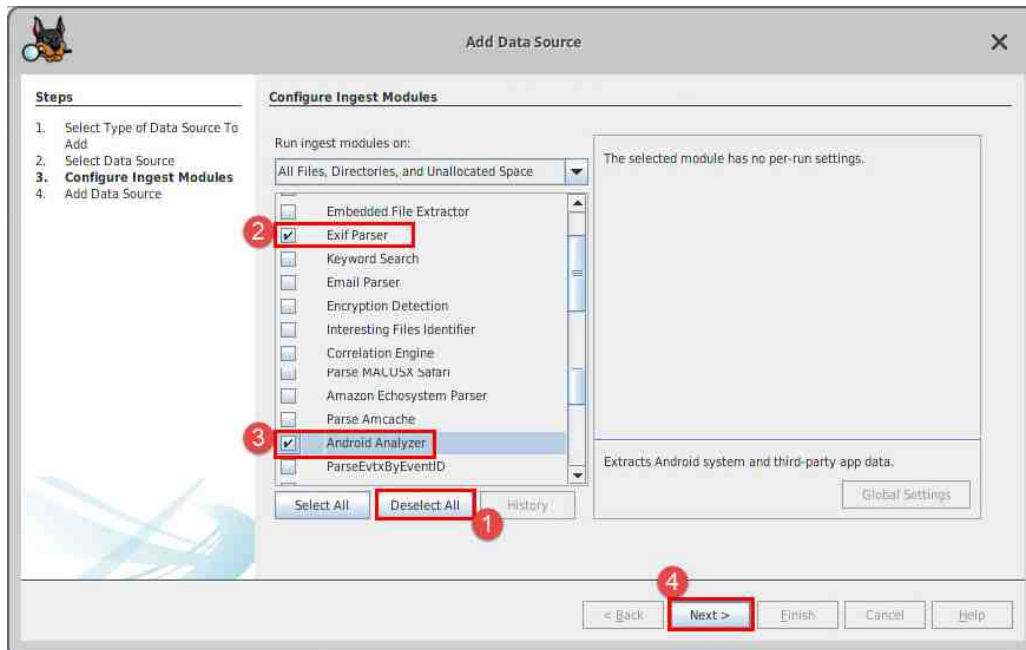 Add Data Source
Steps
1. Select Type of Data Source To
Add
2. Select Data Source
3. Configure Ingest Modules
4. Add Data Source
Configure Ingest Modules
Run ingest modules on:
All Files, Directories, and Unallocated Space
Embedded File Extractor
2
Exif Parser
Keyword Search
Email Parser
Encryption Detection
Interesting Files Identifier
Correlation Engine
Parse MACOSX Safari
Amazon Echosystem Parser
Parse Amcache
3
Android Analyzer
ParseEvtxByEventID
Select All
Deselect All
1
History
The selected module has no per-run settings.
Extracts Android system and third-party app data.
Global Settings
4
< Back
Next >
Finish
Cancel
Help